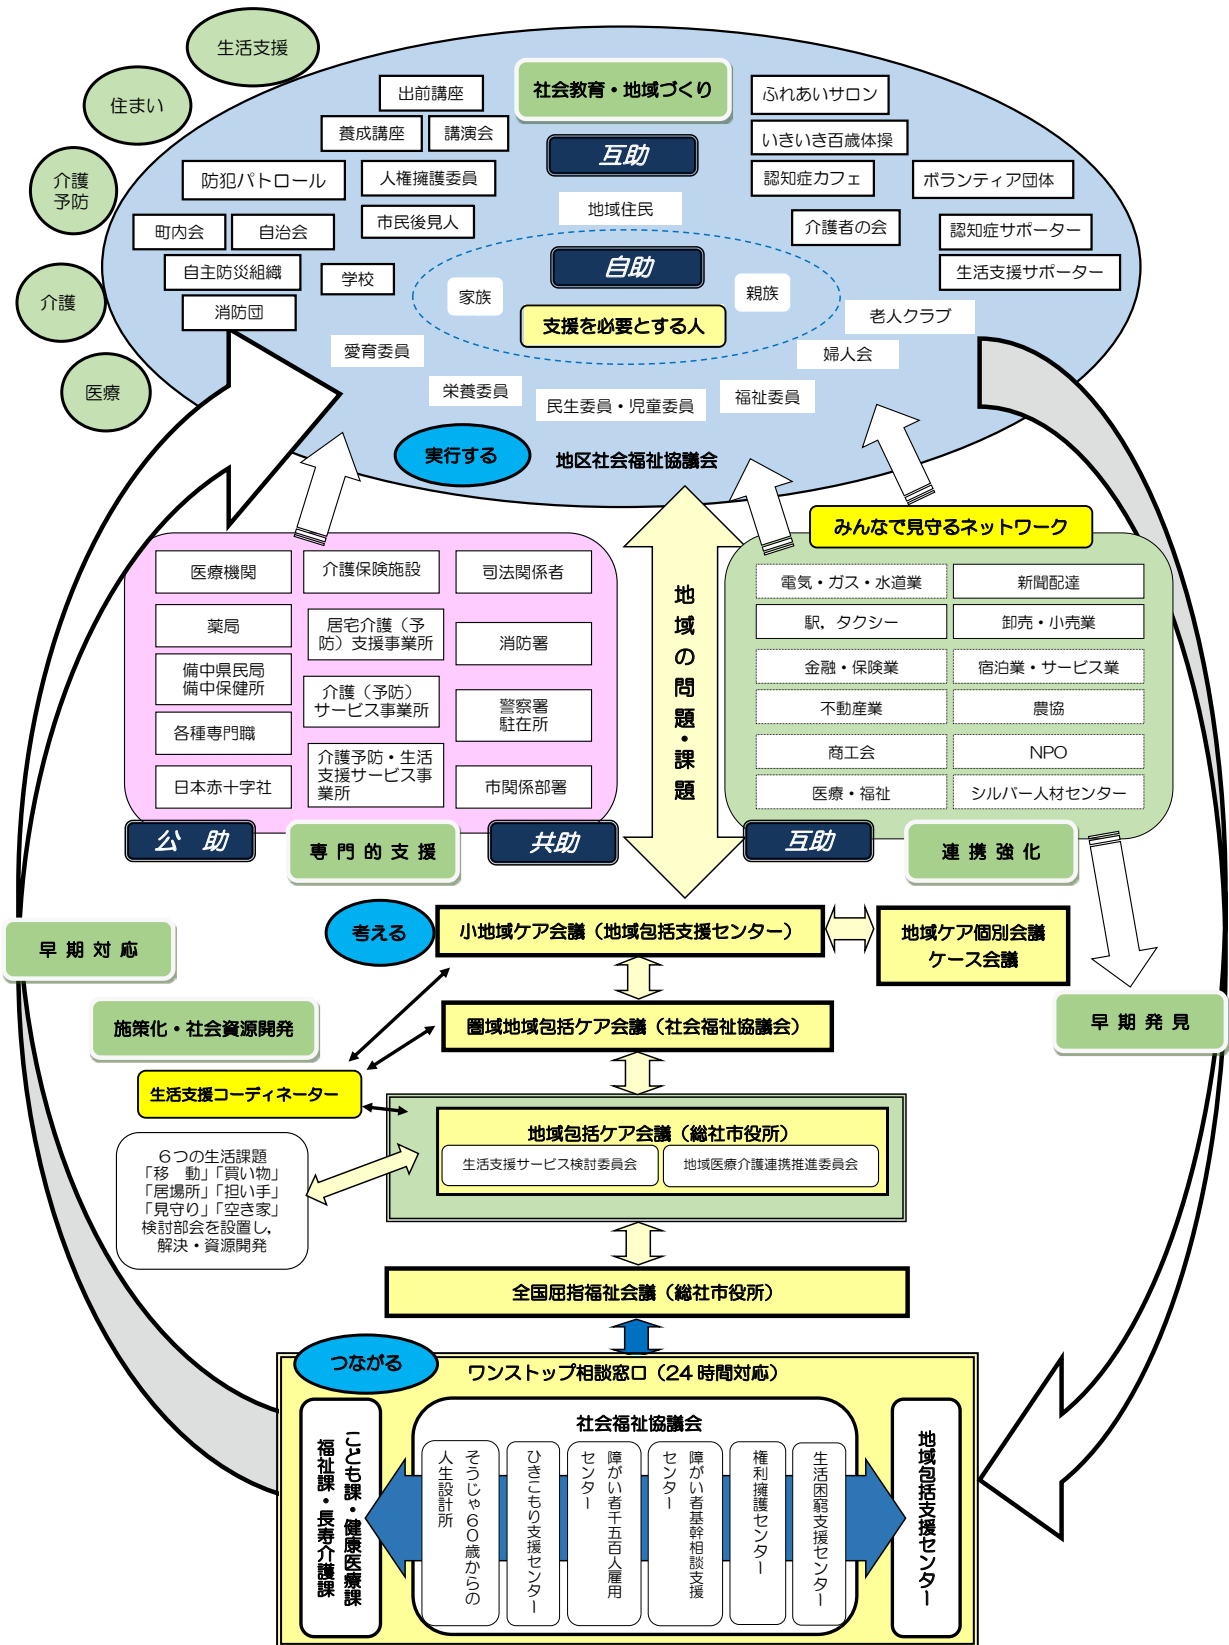 生活支援
住まい
介護
予防
介護
医療
出前講座
養成講座
講演会
社会教育・地域づくり
互助
ふれあいサロン
いきいき百歳体操
認知症カフェ
ボランティア団体
防犯パトロール
人権擁護委員
地域住民
市民後見人
町内会
自治会
介護者の会
認知症サポーター
自主防災組織
学校
自助
生活支援サポーター
消防団
家族
親族
支援を必要とする人
老人クラブ
愛育委員
婦人会
栄養委員
民生委員・児童委員
福祉委員
実行する
地区社会福祉協議会
みんなで見守るネットワーク
医療機関
介護保険施設
司法関係者
薬局
居宅介護（予
防）支援事業所
消防署
備中県民局
備中保健所
介護（予防）
サービス事業所
警察署
駐在所
各種専門職
介護予防・生活
支援サービス事
業所
日本赤十字社
市関係部署
公　助
専 門 的 支 援
共助
地域の問題・課題
電気・ガス・水道業
新聞配達
駅，タクシー
卸売・小売業
金融・保険業
宿泊業・サービス業
不動産業
農協
商工会
NPO
医療・福祉
シルバー人材センター
互助
連 携 強 化
考える
小地域ケア会議（地域包括支援センター）
地域ケア個別会議
ケース会議
早 期 対 応
早 期 発 見
施策化・社会資源開発
圏域地域包括ケア会議（社会福祉協議会）
生活支援コーディネーター
地域包括ケア会議（総社市役所）
生活支援サービス検討委員会
地域医療介護連携推進委員会
６つの生活課題
「移　動」「買い物」
「居場所」「担い手」
「見守り」「空き家」
検討部会を設置し，
解決・資源開発
全国屈指福祉会議（総社市役所）
つながる
ワンストップ相談窓口（24 時間対応）
こども課・健康医療課
福祉課・長寿介護課
社会福祉協議会
そうじゃ６０歳からの
人生設計所
ひきこもり支援センター
障がい者千五百人雇用
センター
障がい者基幹相談支援
センター
権利擁護センター
生活困窮支援センター
地域包括支援センター